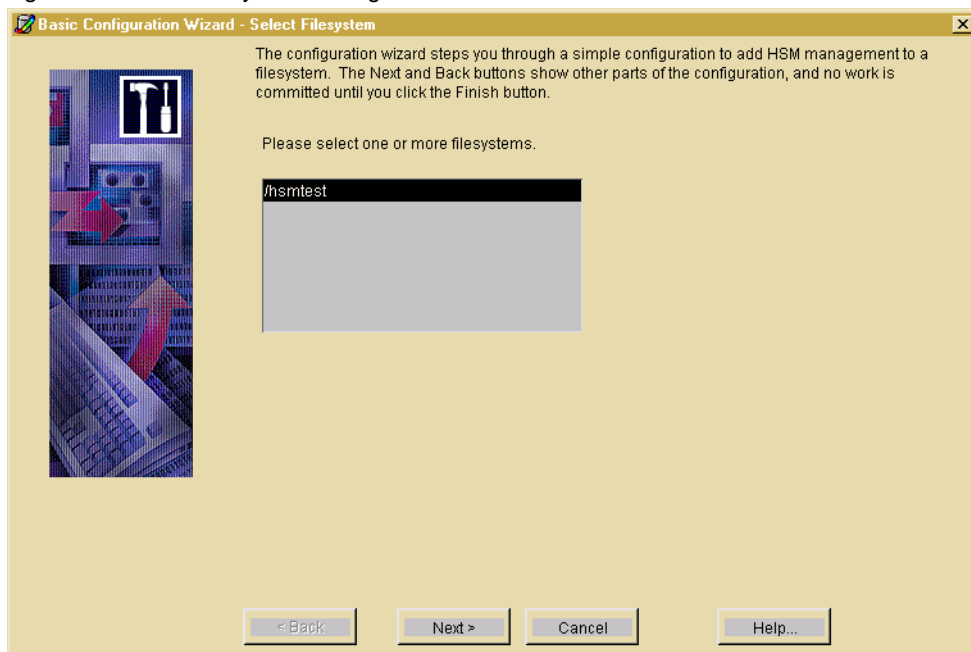 Basic Configuration Wizard - Select Filesystem
The configuration wizard steps you through a simple configuration to add HSM management to a
filesystem. The Next and Back buttons show other parts of the configuration, and no work is
committed until you click the Finish button.
Please select one or more filesystems.
/hsmtest
< Back
Next >
Cancel
Help...